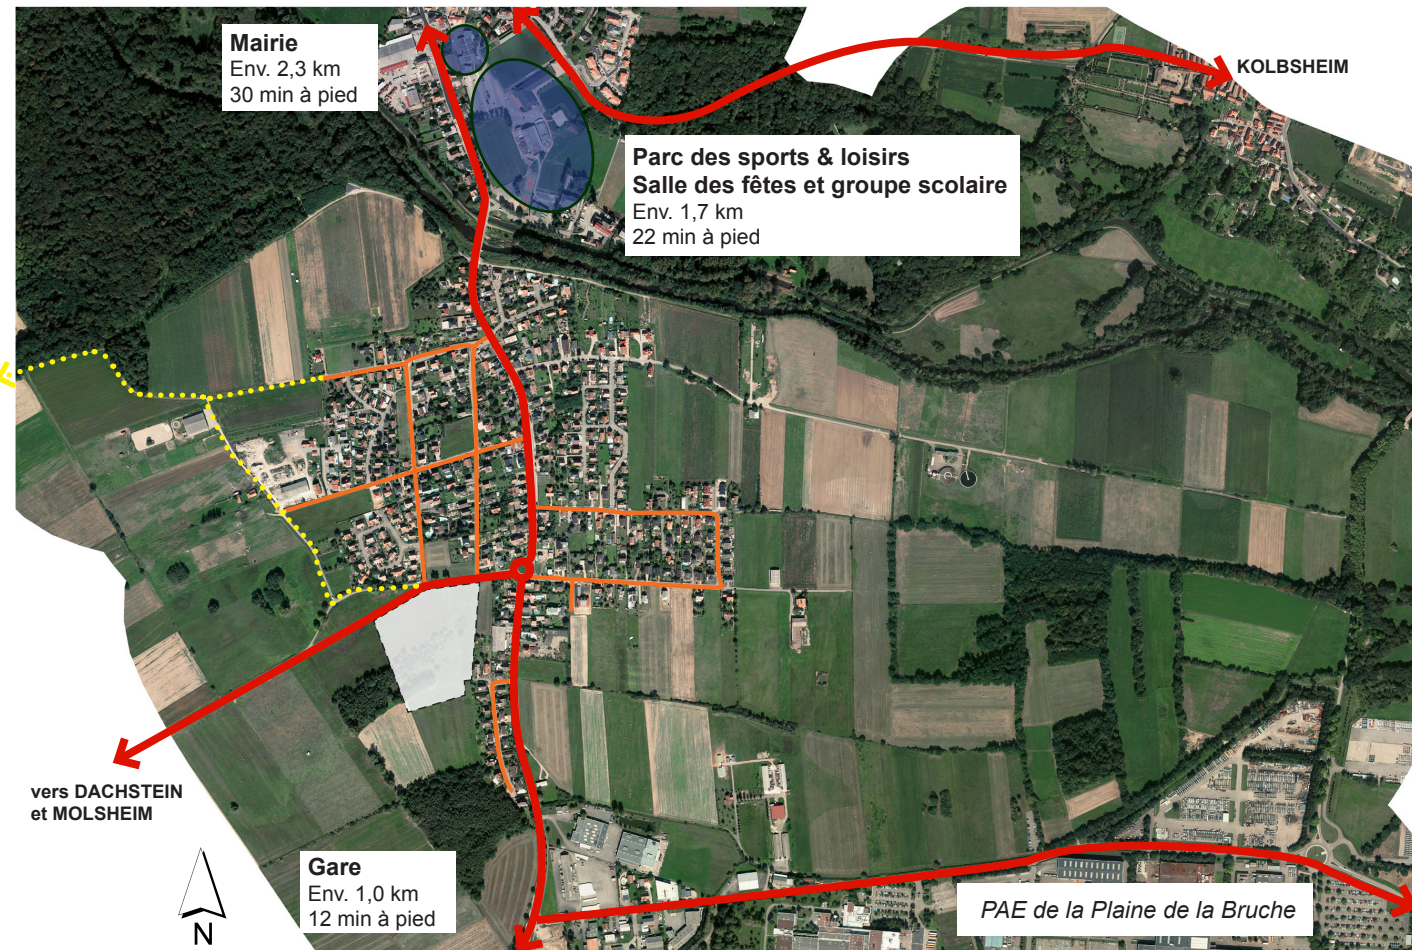 Mairie
Env. 2,3 km
30 min à pied
KOLBSHEIM
Parc des sports & loisirs
Salle des fêtes et groupe scolaire
Env. 1,7 km
22 min à pied
vers DACHSTEIN
et MOLSHEIM
Gare
Env. 1,0 km
12 min à pied
N
PAE de la Plaine de la Bruche